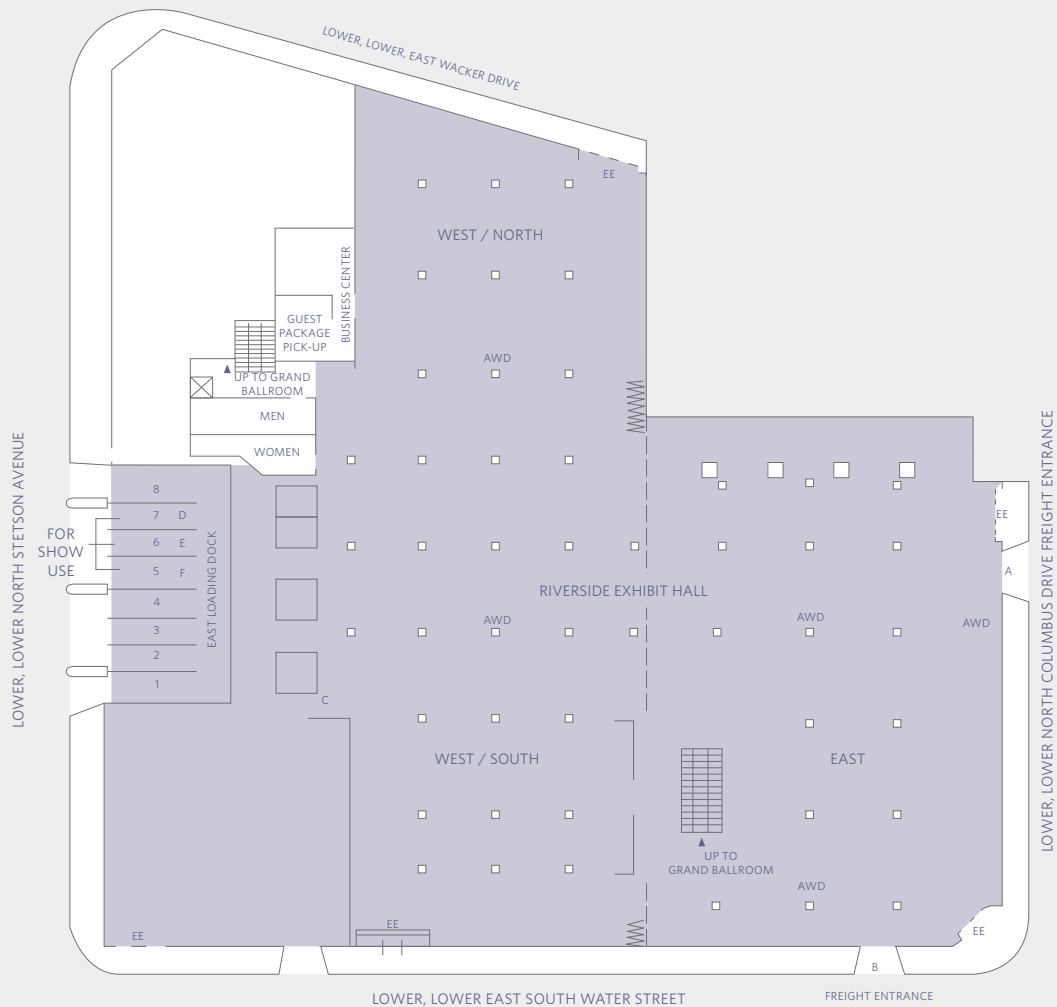 LOWER, LOWER, EAST WACKER DRIVE
EE
WEST / NORTH
BUSINESS CENTER
GUEST
PACKAGE
PICK-UP
AWD
UP TO GRAND
BALLROOM
MEN
WOMEN
LOWER, LOWER NORTH STETSON AVENUE
FOR
SHOW
USE
8
7 D
6 E
5 F
4
3
2
1
EAST LOADING DOCK
C
RIVERSIDE EXHIBIT HALL
AWD
AWD
AWD
EE
A
LOWER, LOWER NORTH COLUMBUS DRIVE FREIGHT ENTRANCE
WEST / SOUTH
EAST
UP TO
GRAND BALLROOM
AWD
EE
EE
EE
B
LOWER, LOWER EAST SOUTH WATER STREET
FREIGHT ENTRANCE